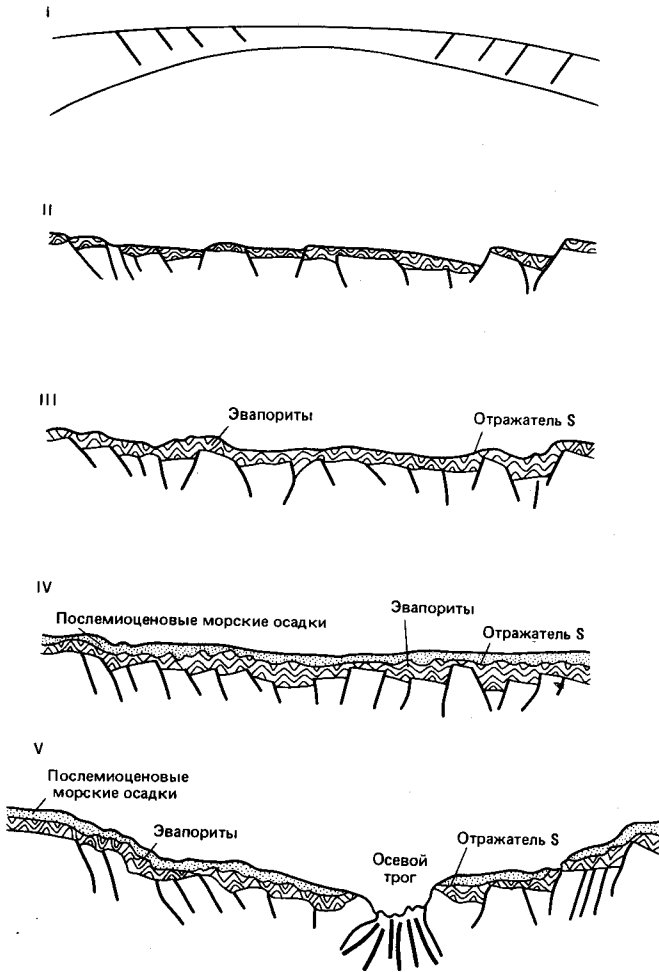 I
II
III
Эвапориты
Отражатель S
IV
Послемиоценовые морские осадки
Эвапориты
Отражатель S
V
Послемиоценовые
морские осадки
Эвапориты
Осевой
трог
Отражатель S